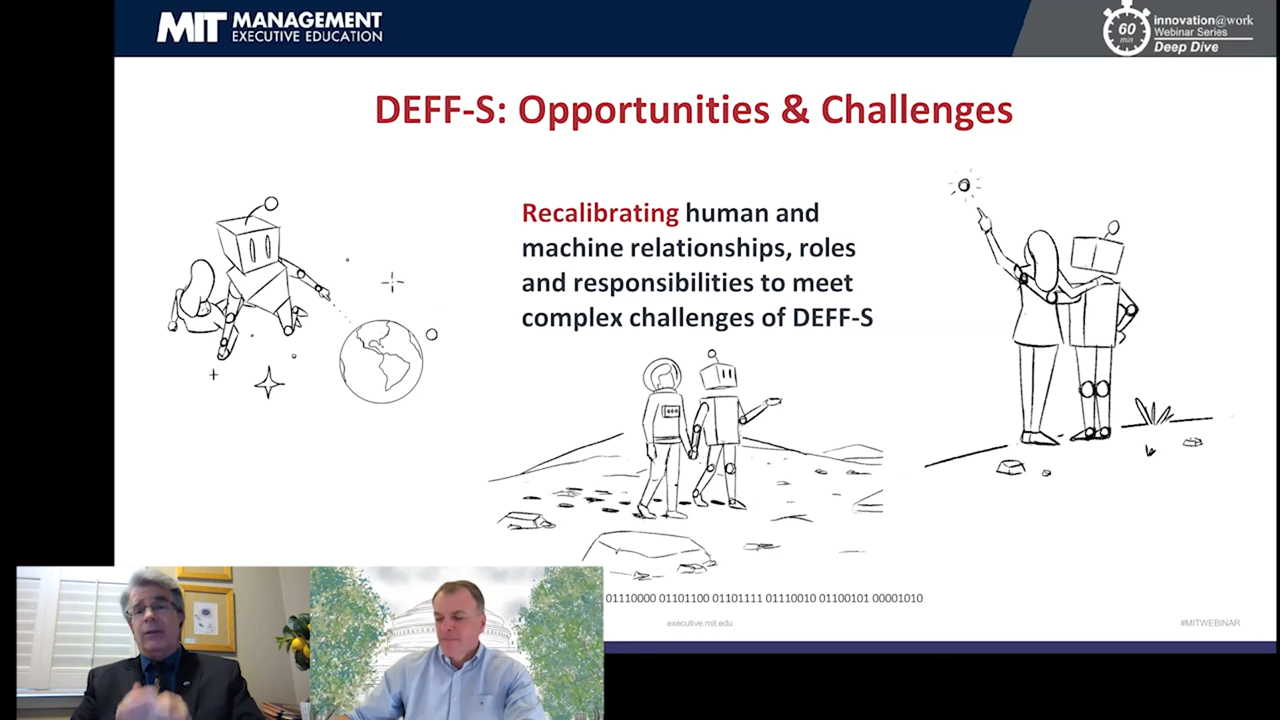 MIT MANAGEMENT
EXECUTIVE EDUCATION
60
min
innovation@work
Webinar Series
Deep Dive
DEFF-S: Opportunities & Challenges
Recalibrating human and
machine relationships, roles
and responsibilities to meet
complex challenges of DEFF-S
01110000 01101100 01101111 01110010 01100101 00001010
executive.mit.edu
#MITWEBINAR